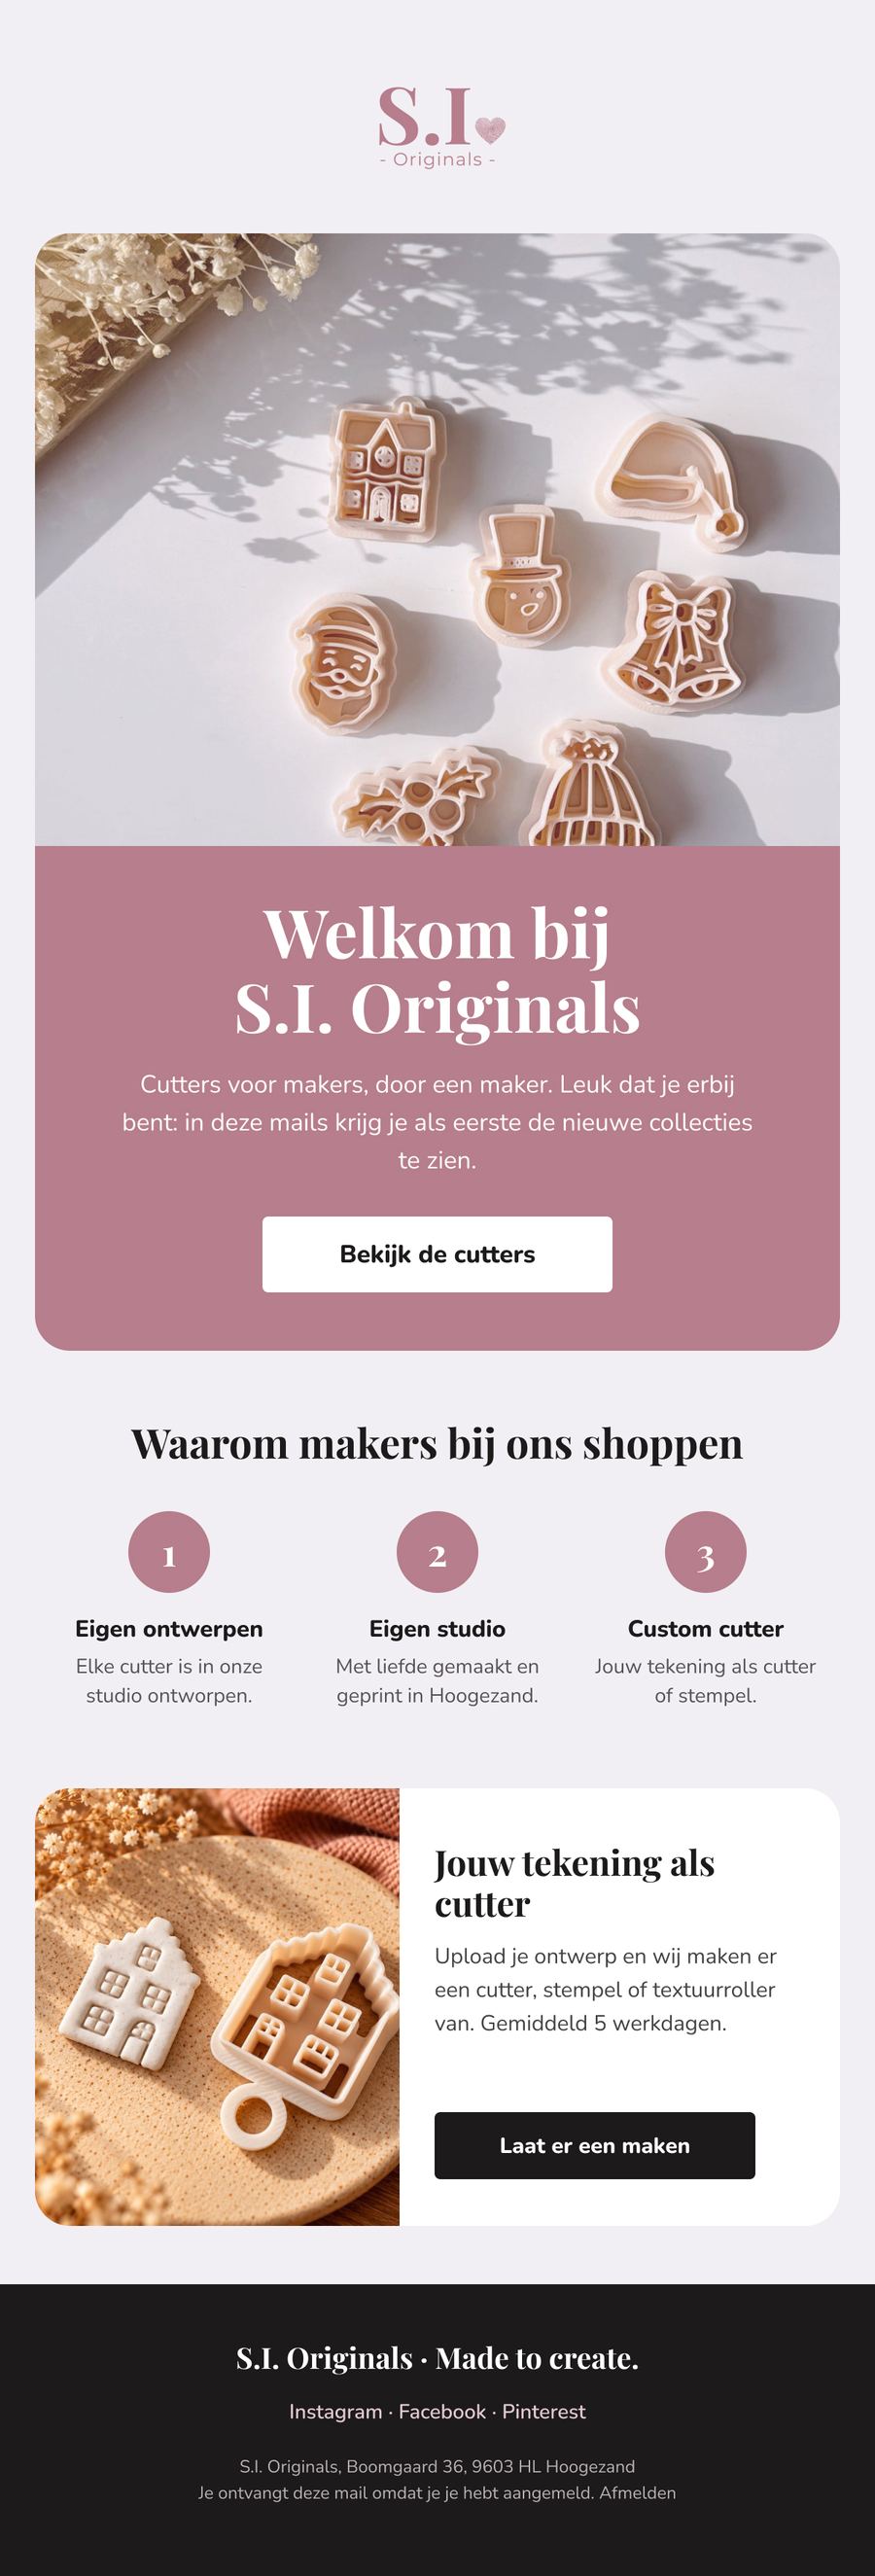 S.I
- Originals -
Welkom bij
S.I. Originals
Cutters voor makers, door een maker. Leuk dat je erbij
bent: in deze mails krijg je als eerste de nieuwe collecties
te zien.
Bekijk de cutters
Waarom makers bij ons shoppen
1
2
3
Eigen ontwerpen
Elke cutter is in onze
studio ontworpen.
Eigen studio
Met liefde gemaakt en
geprint in Hoogezand.
Custom cutter
Jouw tekening als cutter
of stempel.
Jouw tekening als
cutter
Upload je ontwerp en wij maken er
een cutter, stempel of textuurroller
van. Gemiddeld 5 werkdagen.
Laat er een maken
S.I. Originals · Made to create.
Instagram · Facebook · Pinterest
S.I. Originals, Boomgaard 36, 9603 HL Hoogezand
Je ontvangt deze mail omdat je je hebt aangemeld. Afmelden